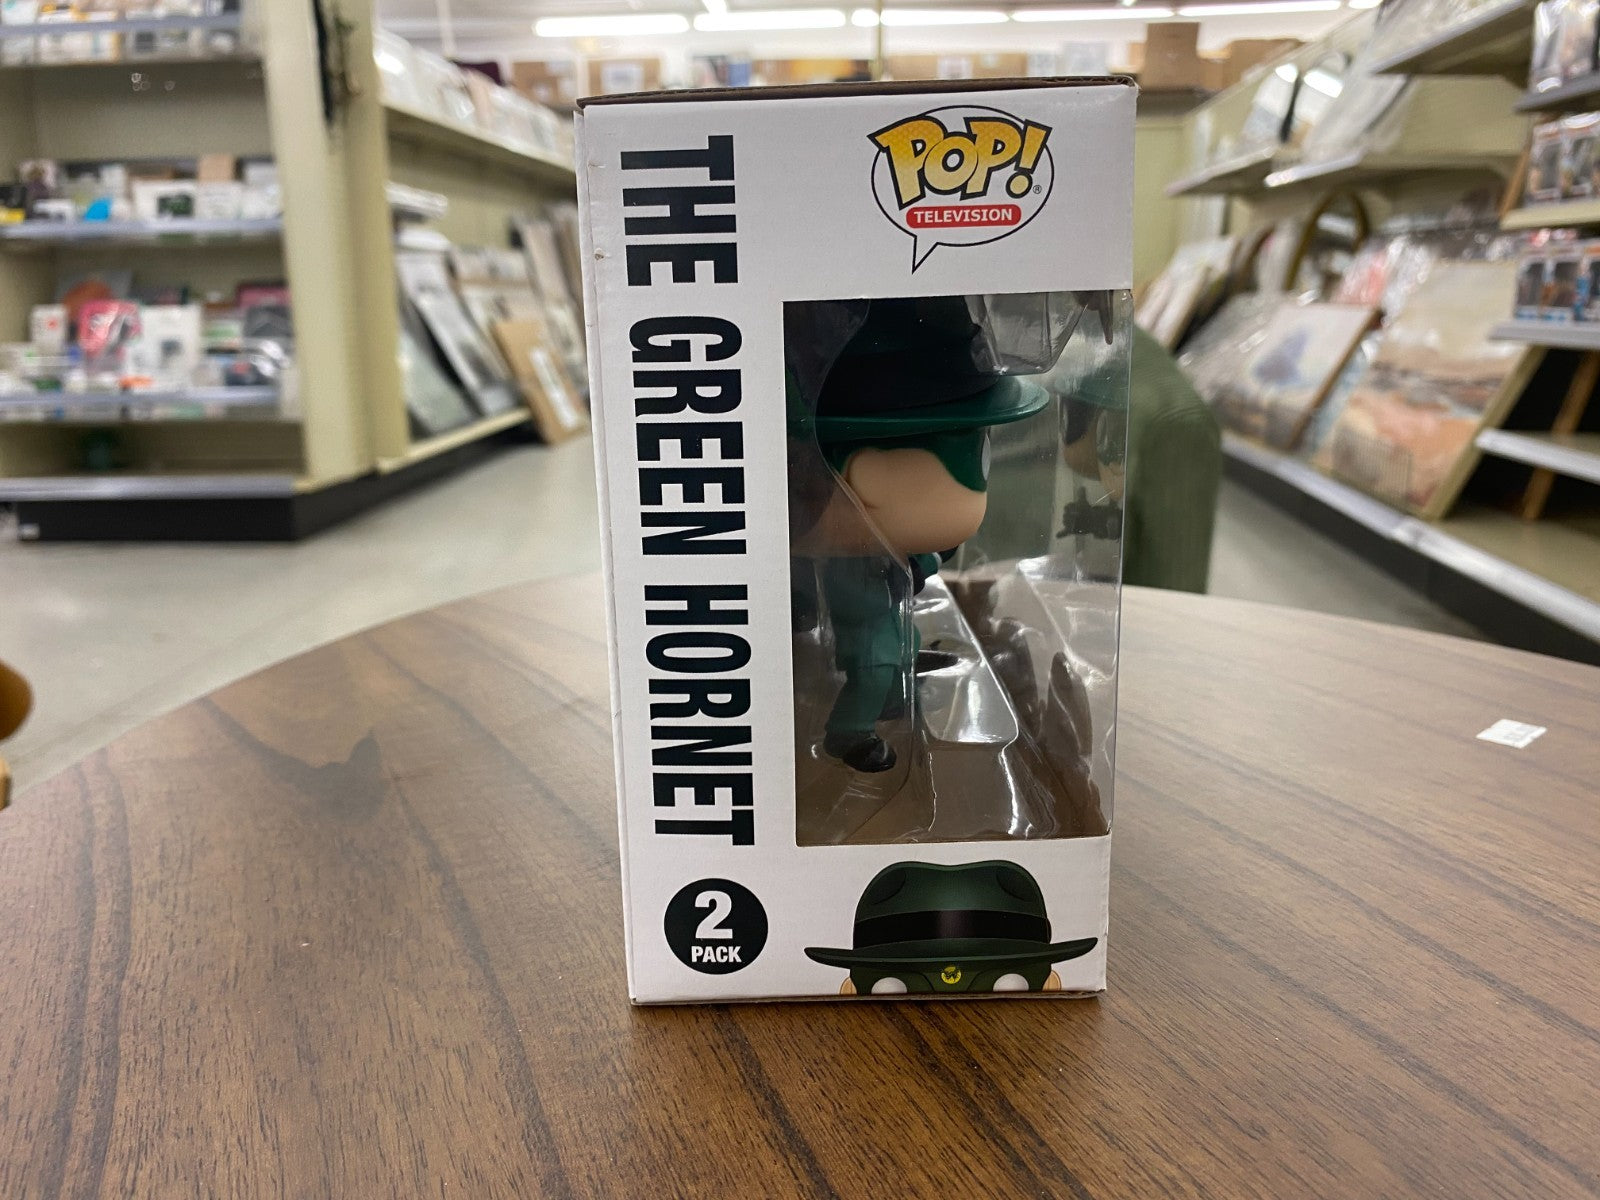 POP!
TELEVISION
THE GREEN HORNET
2
PACK